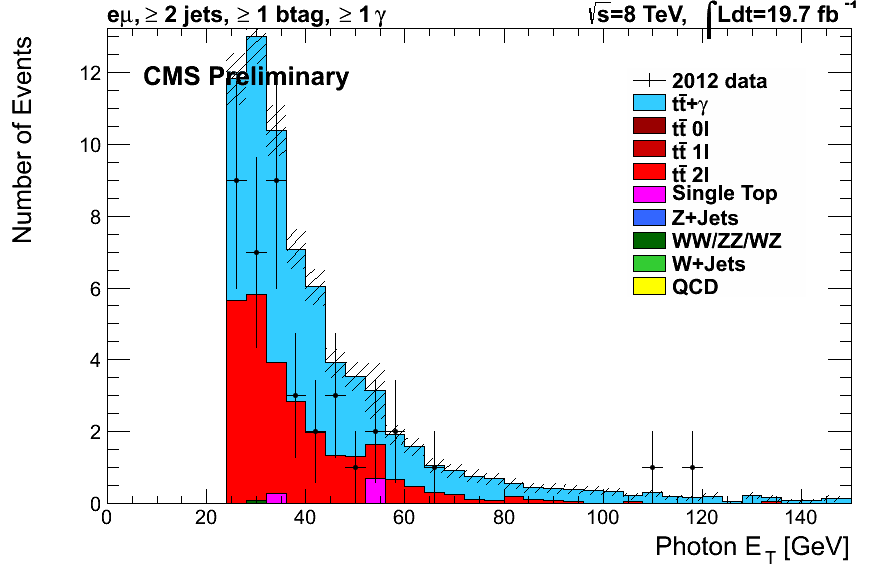 eμ, ≥ 2 jets, ≥ 1 btag, ≥ 1 γ
√s=8 TeV, ∫Ldt=19.7 fb⁻¹
CMS Preliminary
Number of Events
12
10
8
6
4
2
0
2012 data
tt̄+γ
tt̄ 0l
tt̄ 1l
tt̄ 2l
Single Top
Z+Jets
WW/ZZ/WZ
W+Jets
QCD
0 20 40 60 80 100 120 140
Photon E_T [GeV]